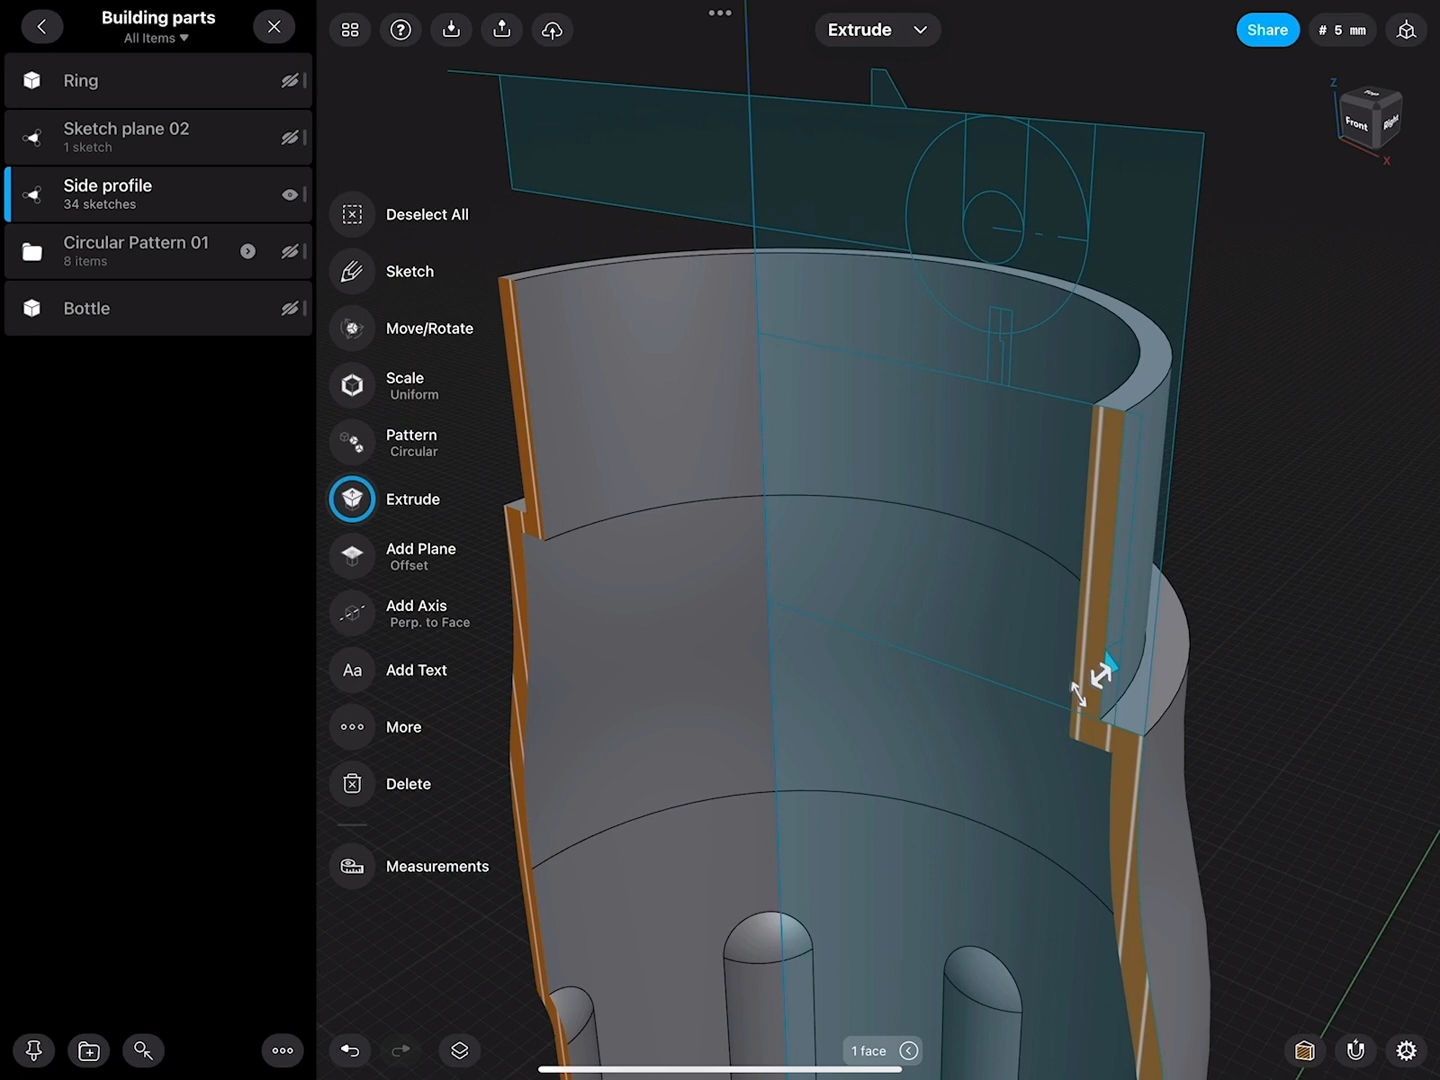 Building parts
All Items
Ring
Sketch plane 02
1 sketch
Side profile
34 sketches
Circular Pattern 01
8 items
Bottle
Extrude
Share
# 5 mm
Z
Top
Front
Right
X
Deselect All
Sketch
Move/Rotate
Scale
Uniform
Pattern
Circular
Extrude
Add Plane
Offset
Add Axis
Perp. to Face
Aa
Add Text
More
Delete
Measurements
1 face